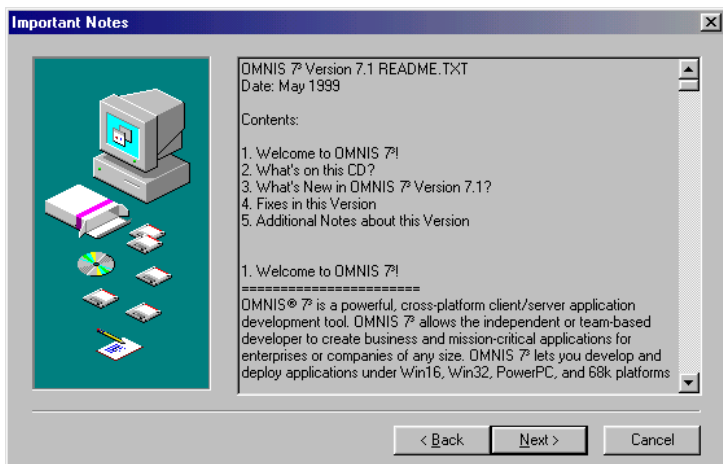 Important Notes
OMNIS 7³ Version 7.1 README.TXT
Date: May 1999
Contents:
1. Welcome to OMNIS 7³!
2. What's on this CD?
3. What's New in OMNIS 7³ Version 7.1?
4. Fixes in this Version
5. Additional Notes about this Version
1. Welcome to OMNIS 7³!
=======================
OMNIS® 7³ is a powerful, cross-platform client/server application
development tool. OMNIS 7³ allows the independent or team-based
developer to create business and mission-critical applications for
enterprises or companies of any size. OMNIS 7³ lets you develop and
deploy applications under Win16, Win32, PowerPC, and 68k platforms
< Back Next > Cancel